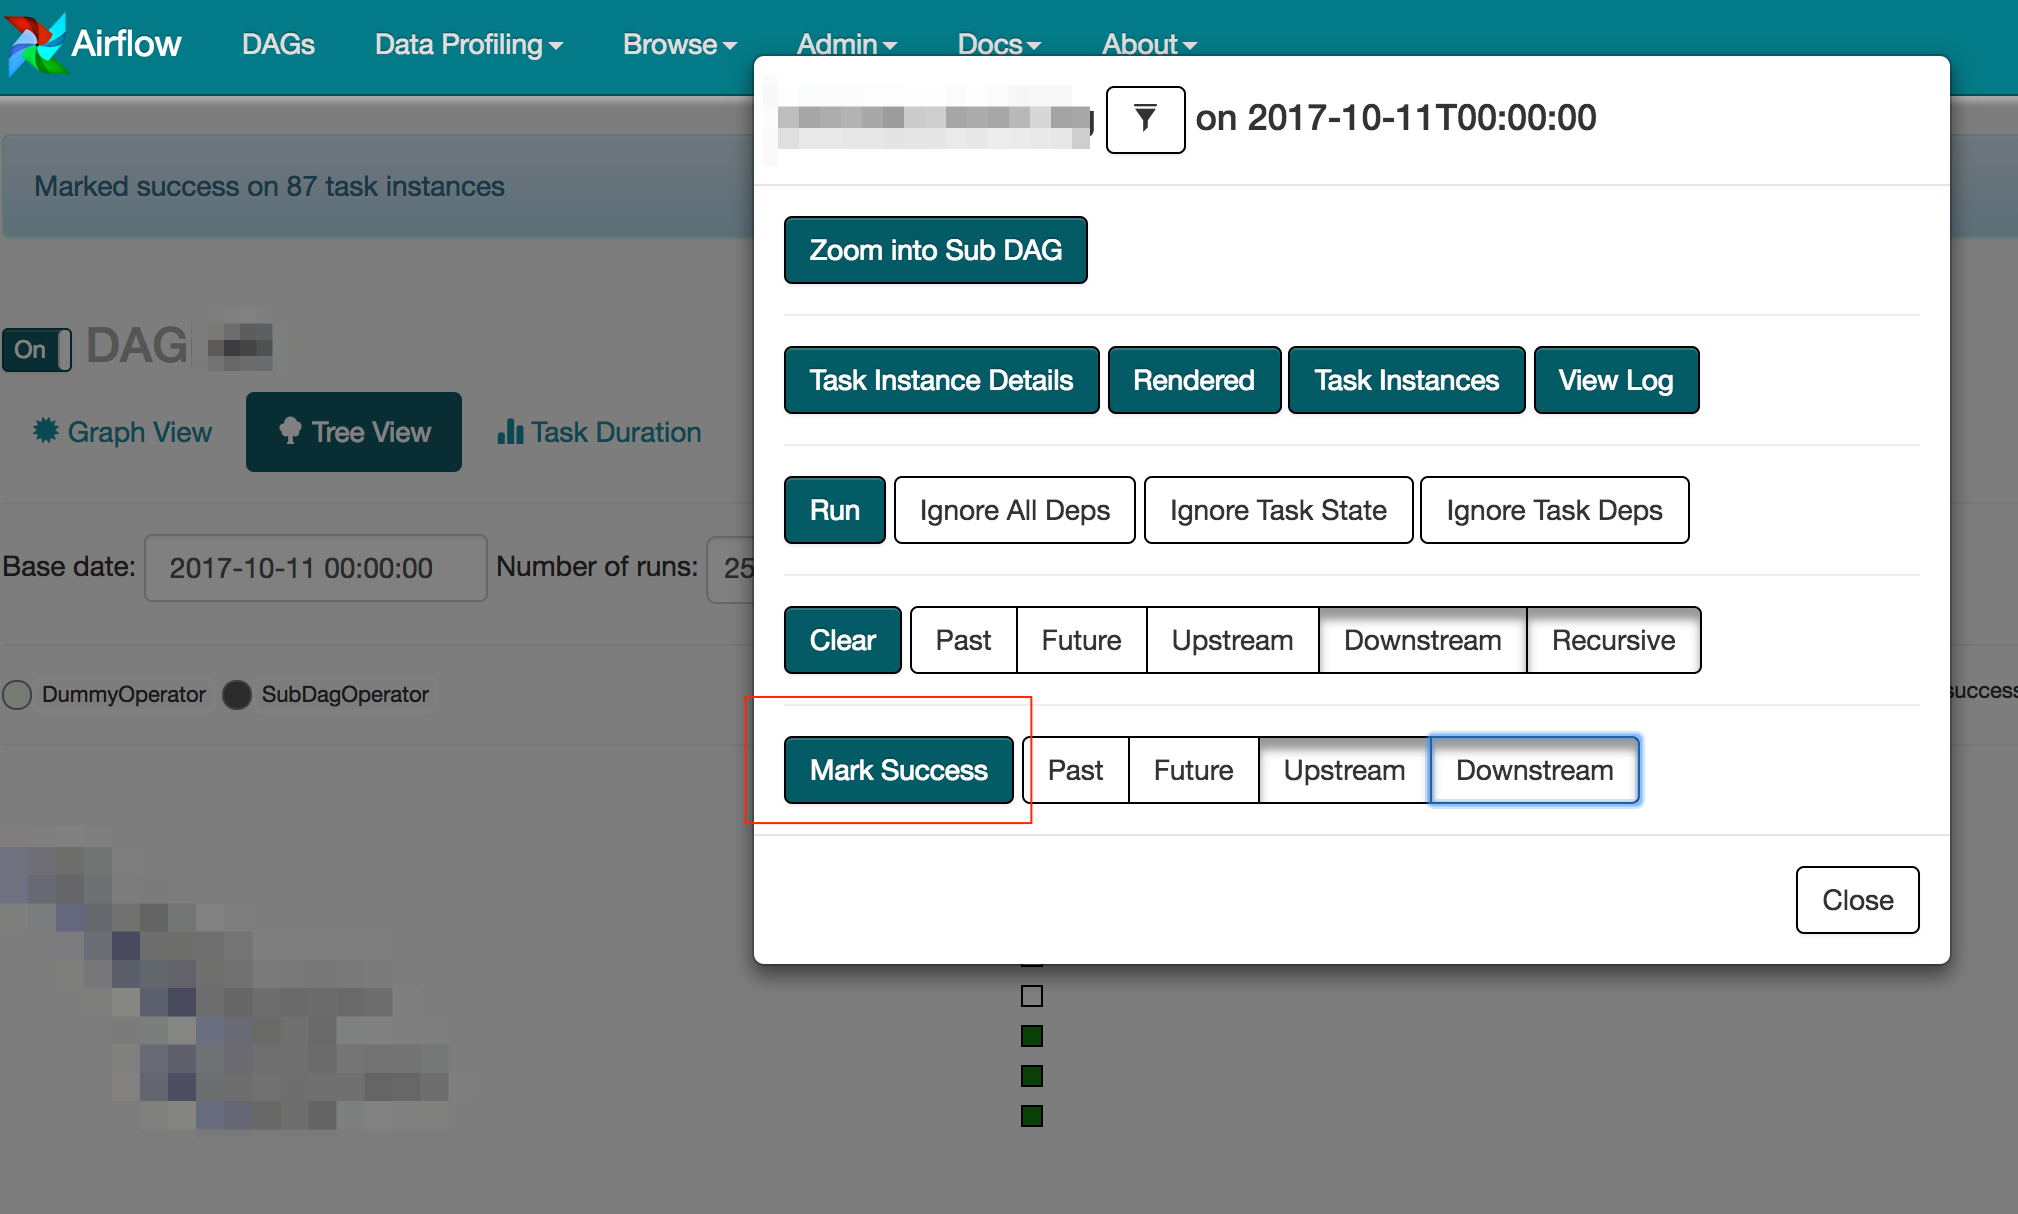 Airflow DAGs Data Profiling Browse Admin Docs About
on 2017-10-11T00:00:00
Marked success on 87 task instances
Zoom into Sub DAG
On DAG
Task Instance Details Rendered Task Instances View Log
Graph View Tree View Task Duration
Run Ignore All Deps Ignore Task State Ignore Task Deps
Base date: 2017-10-11 00:00:00 Number of runs: 25
Clear Past Future Upstream Downstream Recursive
DummyOperator SubDagOperator success
Mark Success Past Future Upstream Downstream
Close